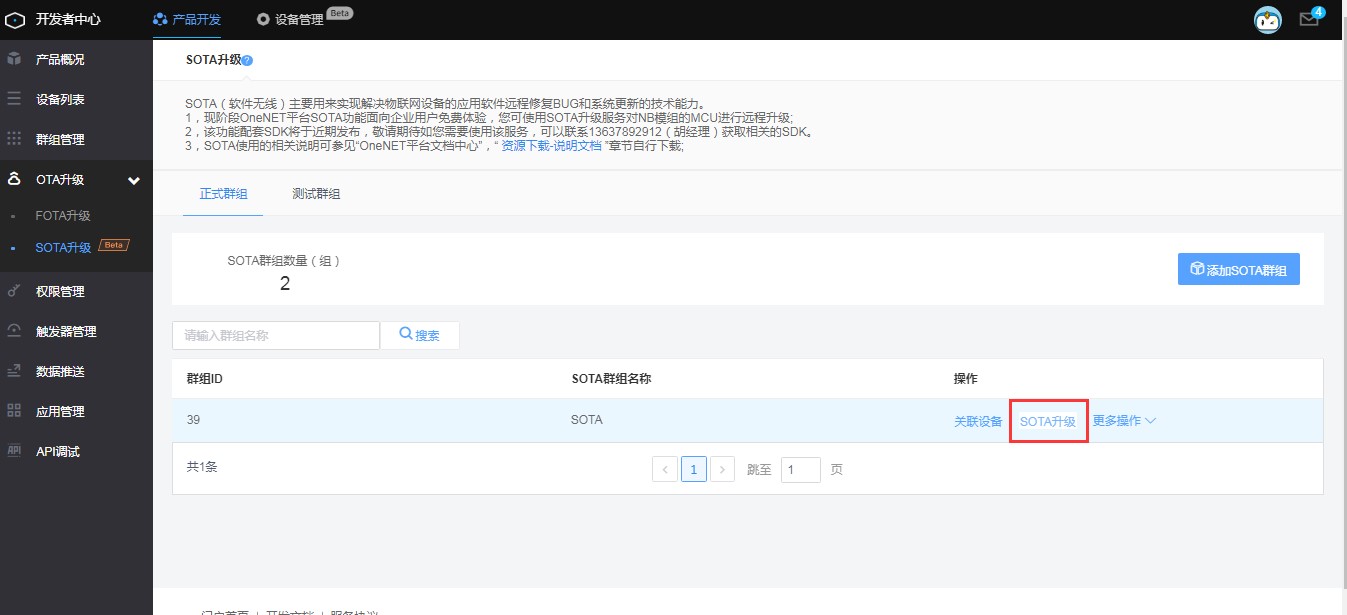 开发者中心 产品开发 设备管理 Beta 4
产品概况
设备列表
群组管理
OTA升级
FOTA升级
SOTA升级 Beta
权限管理
触发器管理
数据推送
应用管理
API API调试
SOTA升级 ?
SOTA（软件无线）主要用来实现解决物联网设备的应用软件远程修复BUG和系统更新的技术能力。
1，现阶段OneNET平台SOTA功能面向企业用户免费体验，您可使用SOTA升级服务对NB模组的MCU进行远程升级;
2，该功能配套SDK将于近期发布，敬请期待如您需要使用该服务，可以联系13637892912（胡经理）获取相关的SDK。
3，SOTA使用的相关说明可参见“OneNET平台文档中心”，“ 资源下载-说明文档 ”章节自行下载;
正式群组 测试群组
SOTA群组数量（组）
2
添加SOTA群组
请输入群组名称 搜索
群组ID SOTA群组名称 操作
39 SOTA 关联设备 SOTA升级 更多操作
共1条 < 1 > 跳至 1 页
门户首页 | 开发文档 | 服务协议